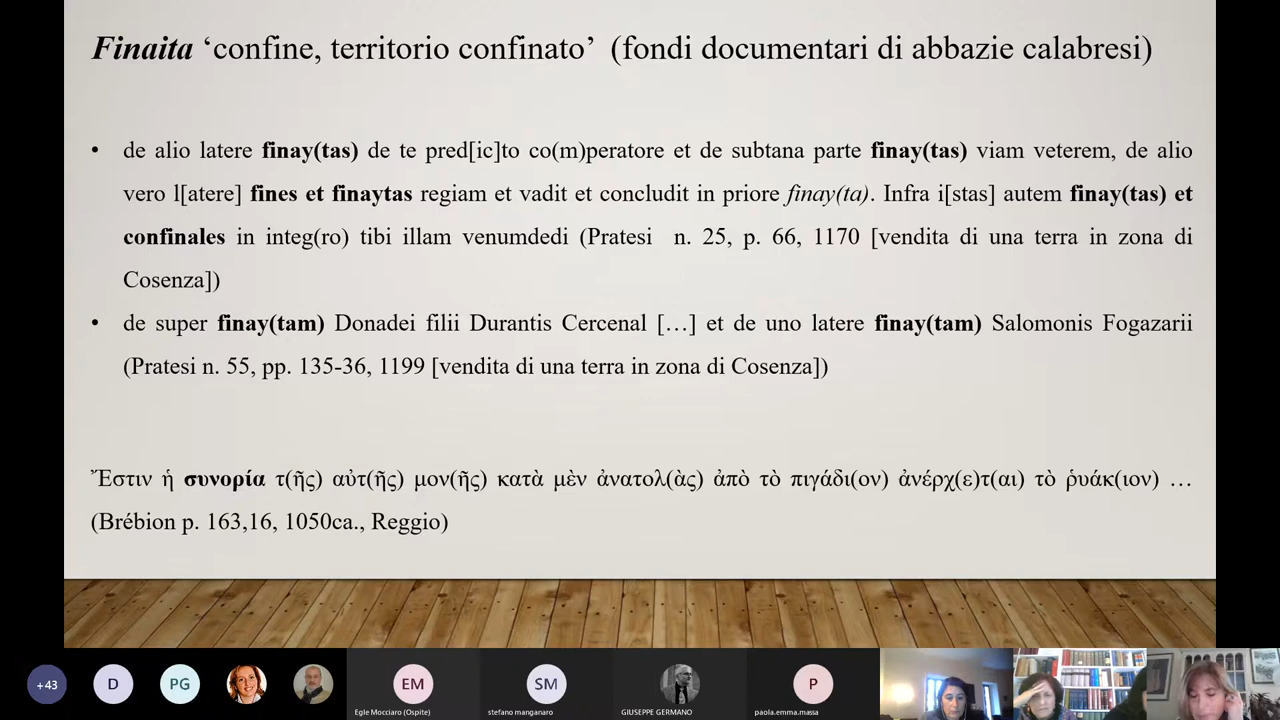 Finaita ‘confine, territorio confinato’ (fondi documentari di abbazie calabresi)
• de alio latere finay(tas) de te pred[ic]to co(m)peratore et de subtana parte finay(tas) viam veterem, de alio
vero l[atere] fines et finaytas regiam et vadit et concludit in priore finay(ta). Infra i[stas] autem finay(tas) et
confinales in integ(ro) tibi illam venumdedi (Pratesi n. 25, p. 66, 1170 [vendita di una terra in zona di
Cosenza])
• de super finay(tam) Donadei filii Durantis Cercenal […] et de uno latere finay(tam) Salomonis Fogazarii
(Pratesi n. 55, pp. 135-36, 1199 [vendita di una terra in zona di Cosenza])
Ἔστιν ἡ συνορία τ(ῆς) αὐτ(ῆς) μον(ῆς) κατὰ μὲν ἀνατολ(ὰς) ἀπὸ τὸ πιγάδι(ον) ἀνέρχ(ε)τ(αι) τὸ ῥυάκ(ιον) …
(Brébion p. 163,16, 1050ca., Reggio)
+43 D PG EM SM P
Egle Mocciaro (Ospite) stefano manganaro GIUSEPPE GERMANO paola.emma.massa